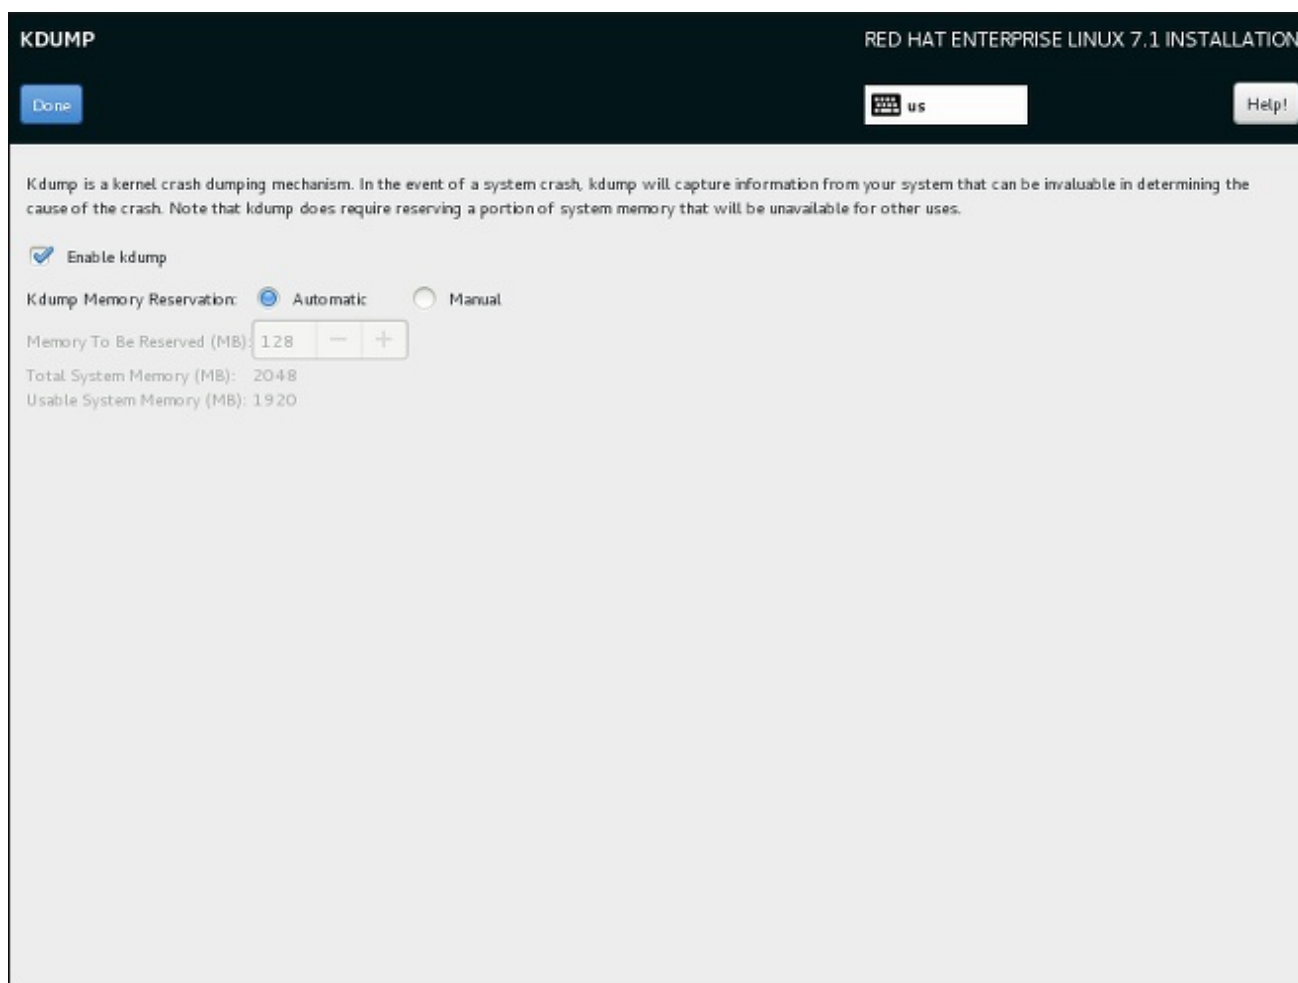 KDUMP
RED HAT ENTERPRISE LINUX 7.1 INSTALLATION
Done
us
Help!
Kdump is a kernel crash dumping mechanism. In the event of a system crash, kdump will capture information from your system that can be invaluable in determining the
cause of the crash. Note that kdump does require reserving a portion of system memory that will be unavailable for other uses.
Enable kdump
Kdump Memory Reservation: Automatic Manual
Memory To Be Reserved (MB): 128 − +
Total System Memory (MB): 2048
Usable System Memory (MB): 1920